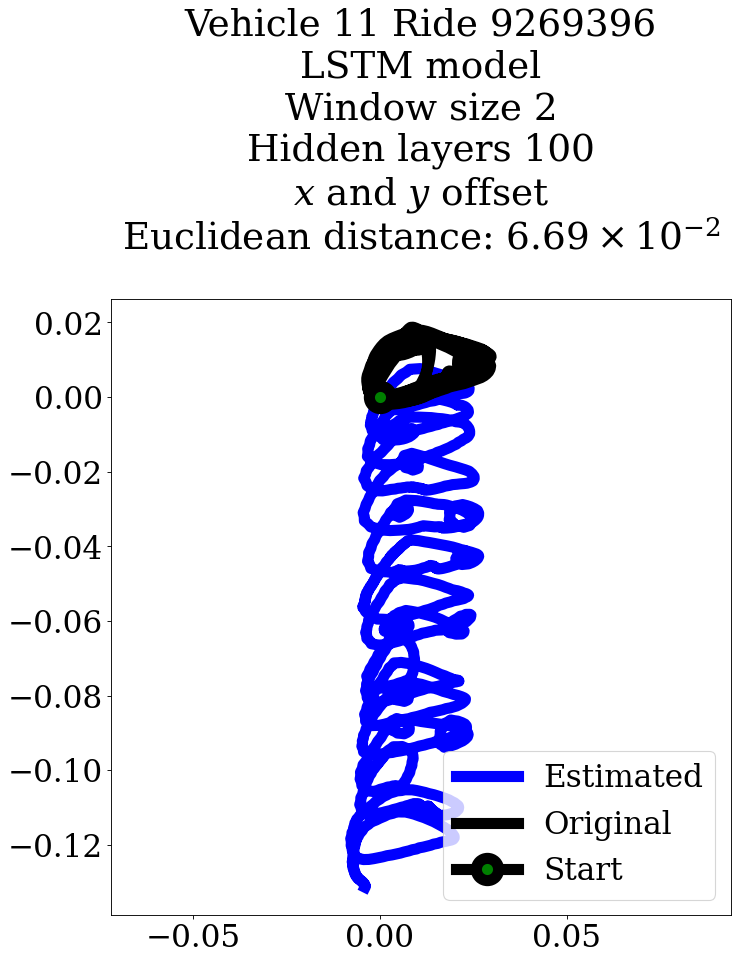 Vehicle 11 Ride 9269396
LSTM model
Window size 2
Hidden layers 100
x and y offset
Euclidean distance: 6.69 × 10⁻²
0.02
0.00
−0.02
−0.04
−0.06
−0.08
−0.10
−0.12
Estimated
Original
Start
−0.05
0.00
0.05